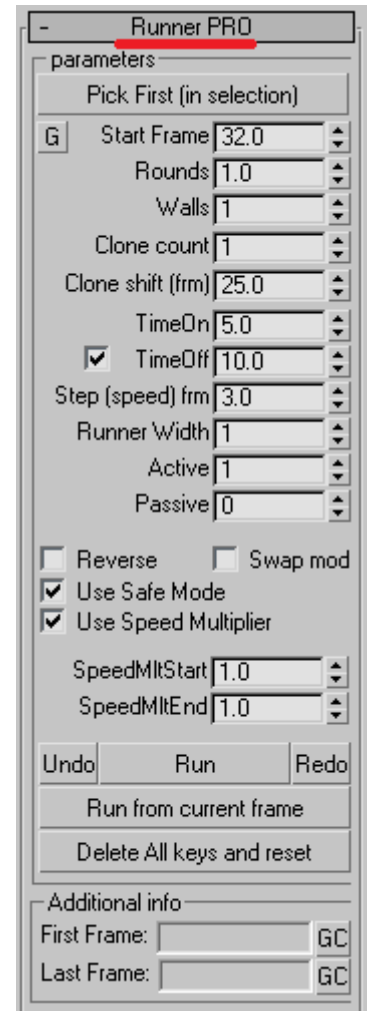 - Runner PRO
parameters
Pick First (in selection)
G Start Frame 32.0
Rounds 1.0
Walls 1
Clone count 1
Clone shift (frm) 25.0
TimeOn 5.0
TimeOff 10.0
Step (speed) frm 3.0
Runner Width 1
Active 1
Passive 0
Reverse Swap mod
Use Safe Mode
Use Speed Multiplier
SpeedMltStart 1.0
SpeedMltEnd 1.0
Undo Run Redo
Run from current frame
Delete All keys and reset
Additional info
First Frame: GC
Last Frame: GC